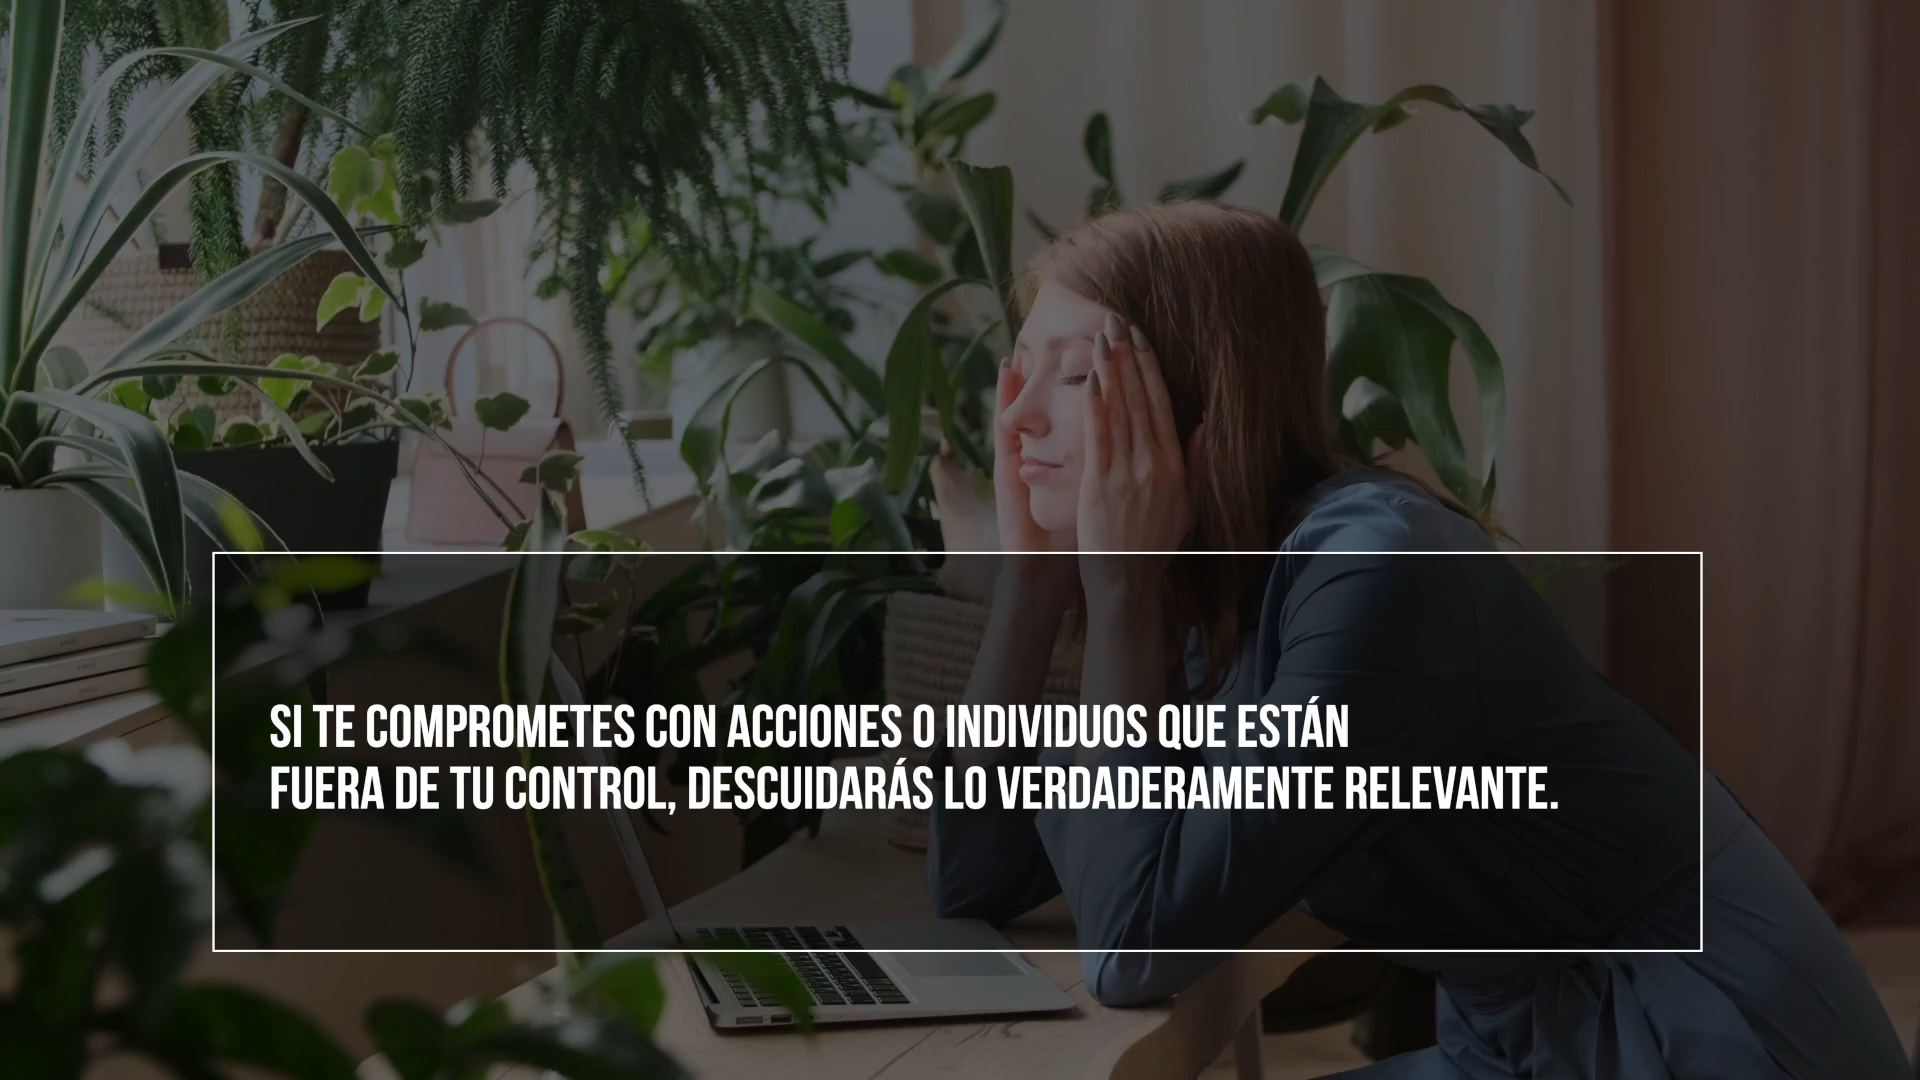 SI TE COMPROMETES CON ACCIONES O INDIVIDUOS QUE ESTÁN
FUERA DE TU CONTROL, DESCUIDARÁS LO VERDADERAMENTE RELEVANTE.